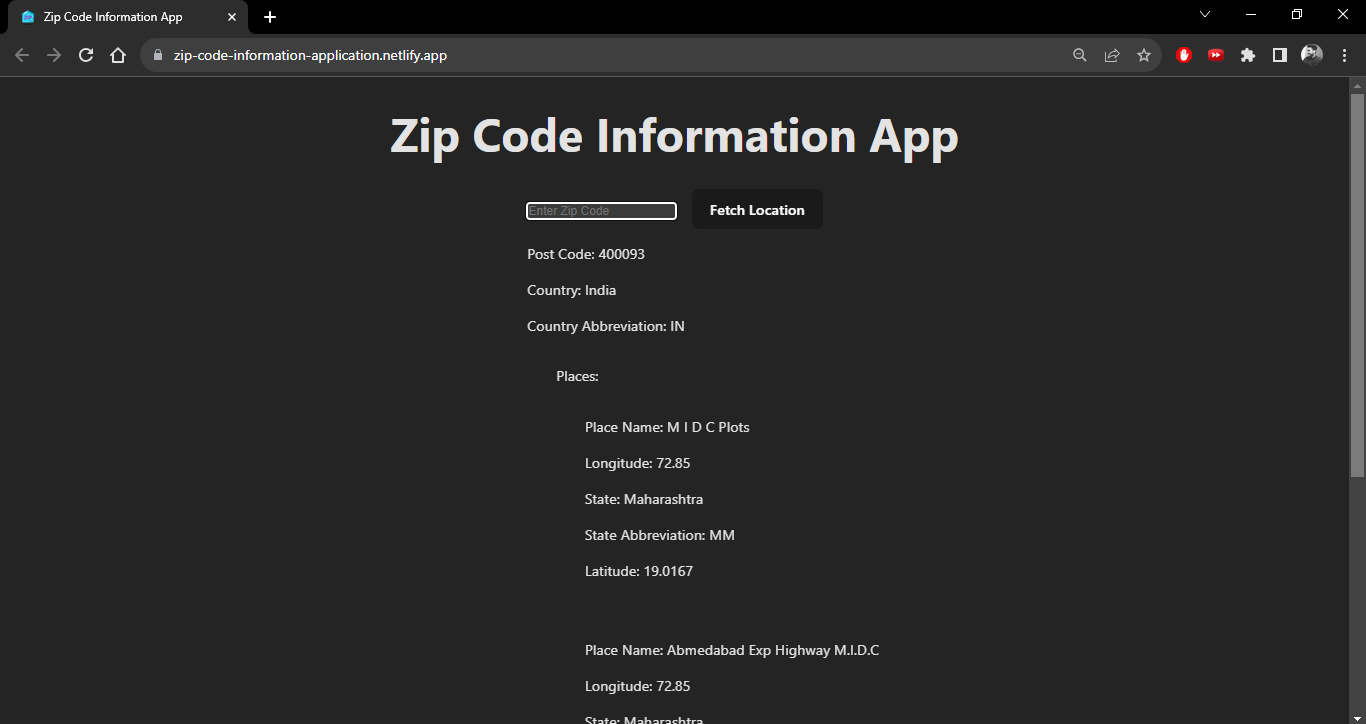 Zip Code Information App
zip-code-information-application.netlify.app
Zip Code Information App
Enter Zip Code Fetch Location
Post Code: 400093
Country: India
Country Abbreviation: IN
Places:
Place Name: M I D C Plots
Longitude: 72.85
State: Maharashtra
State Abbreviation: MM
Latitude: 19.0167
Place Name: Abmedabad Exp Highway M.I.D.C
Longitude: 72.85
State: Maharashtra